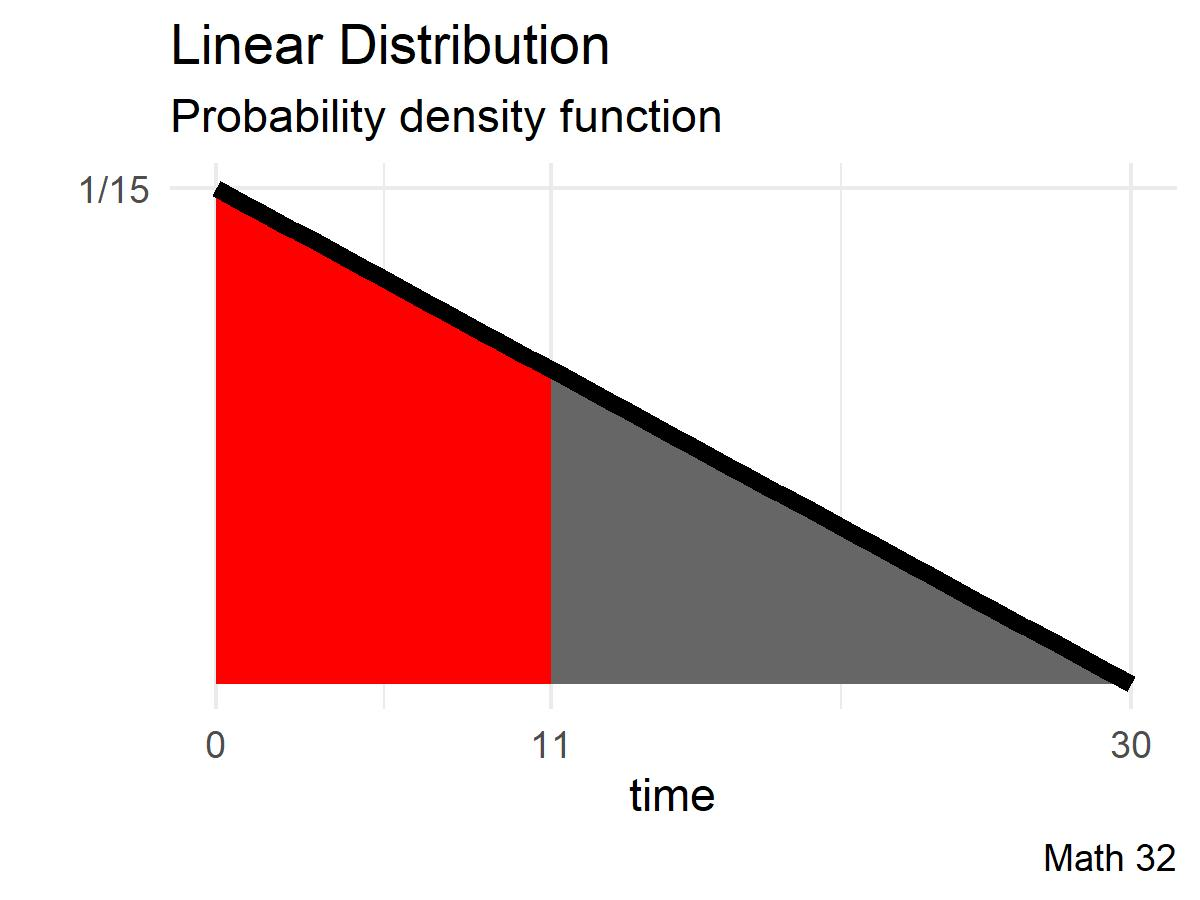 Linear Distribution
Probability density function
1/15
0 11 30
time
Math 32